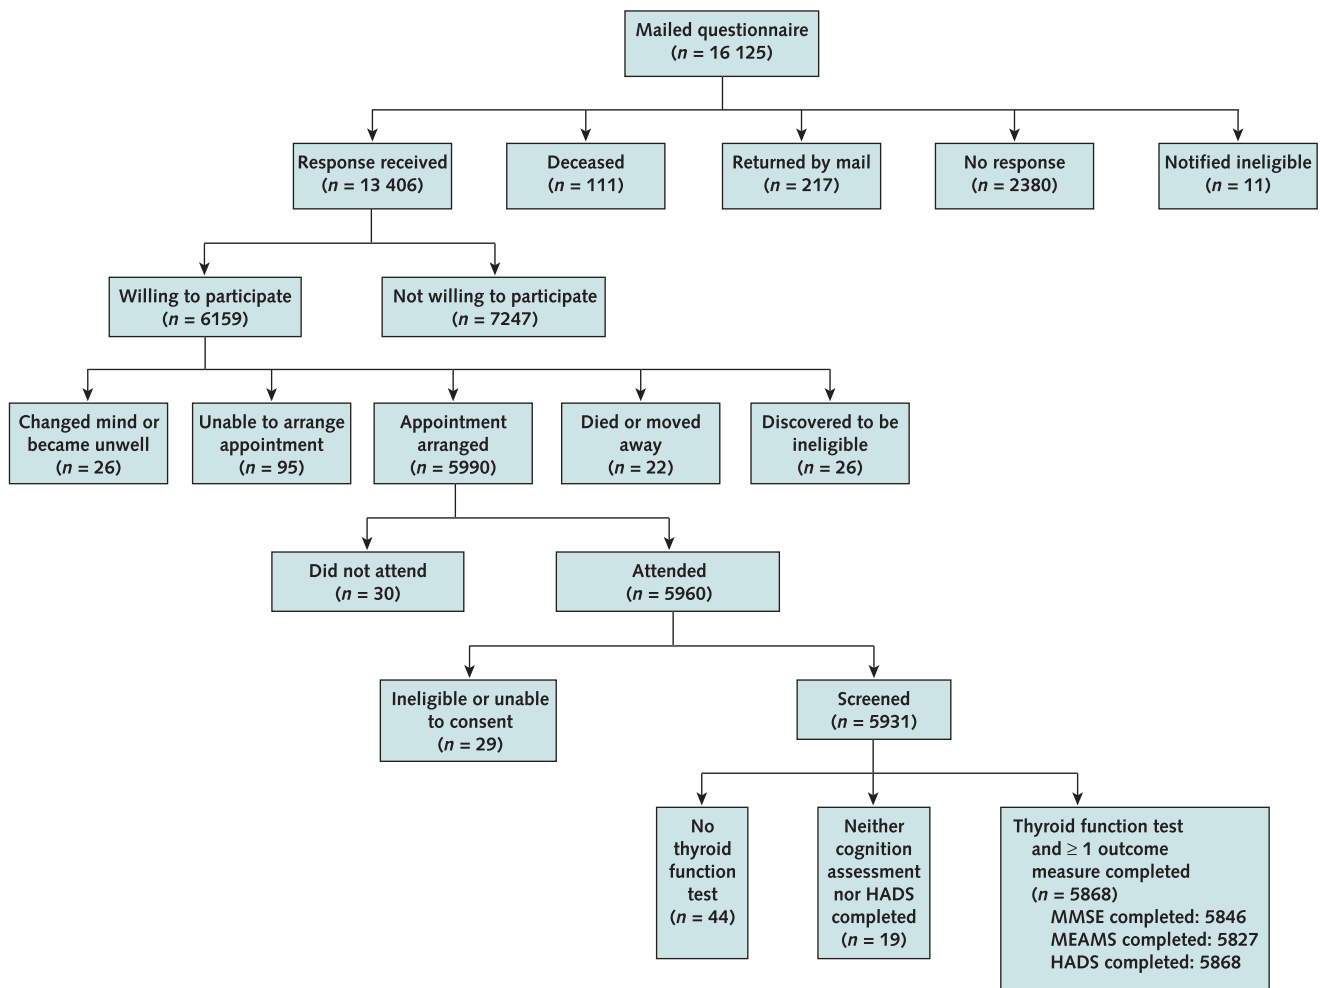 Mailed questionnaire
(n = 16 125)
Response received
(n = 13 406)
Deceased
(n = 111)
Returned by mail
(n = 217)
No response
(n = 2380)
Notified ineligible
(n = 11)
Willing to participate
(n = 6159)
Not willing to participate
(n = 7247)
Changed mind or
became unwell
(n = 26)
Unable to arrange
appointment
(n = 95)
Appointment
arranged
(n = 5990)
Died or moved
away
(n = 22)
Discovered to be
ineligible
(n = 26)
Did not attend
(n = 30)
Attended
(n = 5960)
Ineligible or unable
to consent
(n = 29)
Screened
(n = 5931)
No
thyroid
function
test
(n = 44)
Neither
cognition
assessment
nor HADS
completed
(n = 19)
Thyroid function test
and ≥ 1 outcome
measure completed
(n = 5868)
MMSE completed: 5846
MEAMS completed: 5827
HADS completed: 5868